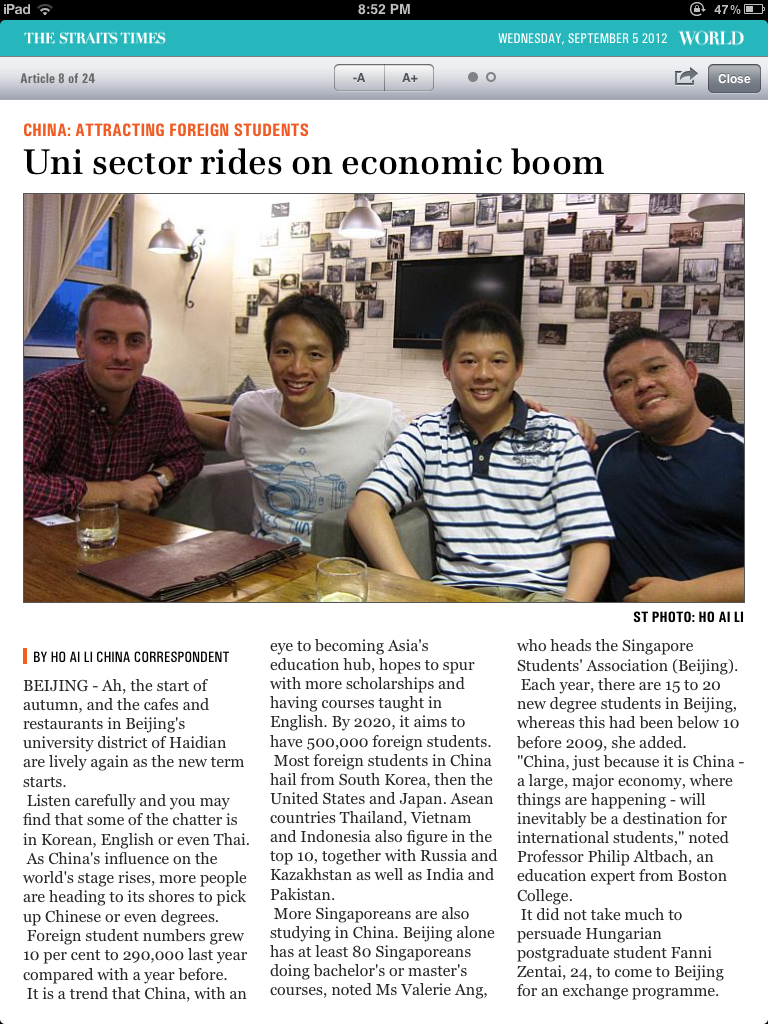 iPad 8:52 PM 47%
THE STRAITS TIMES WEDNESDAY, SEPTEMBER 5 2012 WORLD
Article 8 of 24 -A A+ Close
CHINA: ATTRACTING FOREIGN STUDENTS
Uni sector rides on economic boom
ST PHOTO: HO AI LI
BY HO AI LI CHINA CORRESPONDENT
BEIJING - Ah, the start of
autumn, and the cafes and
restaurants in Beijing's
university district of Haidian
are lively again as the new term
starts.
Listen carefully and you may
find that some of the chatter is
in Korean, English or even Thai.
As China's influence on the
world's stage rises, more people
are heading to its shores to pick
up Chinese or even degrees.
Foreign student numbers grew
10 per cent to 290,000 last year
compared with a year before.
It is a trend that China, with an
eye to becoming Asia's
education hub, hopes to spur
with more scholarships and
having courses taught in
English. By 2020, it aims to
have 500,000 foreign students.
Most foreign students in China
hail from South Korea, then the
United States and Japan. Asean
countries Thailand, Vietnam
and Indonesia also figure in the
top 10, together with Russia and
Kazakhstan as well as India and
Pakistan.
More Singaporeans are also
studying in China. Beijing alone
has at least 80 Singaporeans
doing bachelor's or master's
courses, noted Ms Valerie Ang,
who heads the Singapore
Students' Association (Beijing).
Each year, there are 15 to 20
new degree students in Beijing,
whereas this had been below 10
before 2009, she added.
"China, just because it is China -
a large, major economy, where
things are happening - will
inevitably be a destination for
international students," noted
Professor Philip Altbach, an
education expert from Boston
College.
It did not take much to
persuade Hungarian
postgraduate student Fanni
Zentai, 24, to come to Beijing
for an exchange programme.